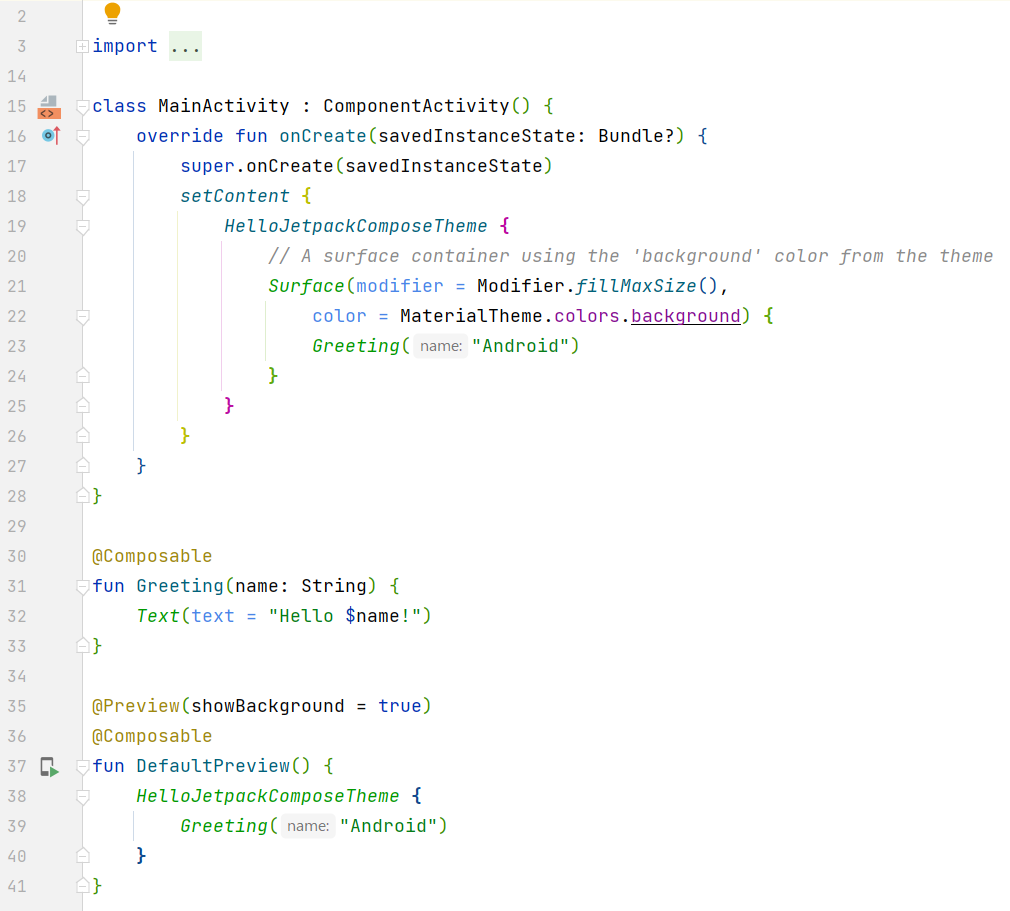 2
3 import ...
14
15 class MainActivity : ComponentActivity() {
16     override fun onCreate(savedInstanceState: Bundle?) {
17         super.onCreate(savedInstanceState)
18         setContent {
19             HelloJetpackComposeTheme {
20                 // A surface container using the 'background' color from the theme
21                 Surface(modifier = Modifier.fillMaxSize(),
22                     color = MaterialTheme.colors.background) {
23                     Greeting( name: "Android")
24                 }
25             }
26         }
27     }
28 }
29
30 @Composable
31 fun Greeting(name: String) {
32     Text(text = "Hello $name!")
33 }
34
35 @Preview(showBackground = true)
36 @Composable
37 fun DefaultPreview() {
38     HelloJetpackComposeTheme {
39         Greeting( name: "Android")
40     }
41 }